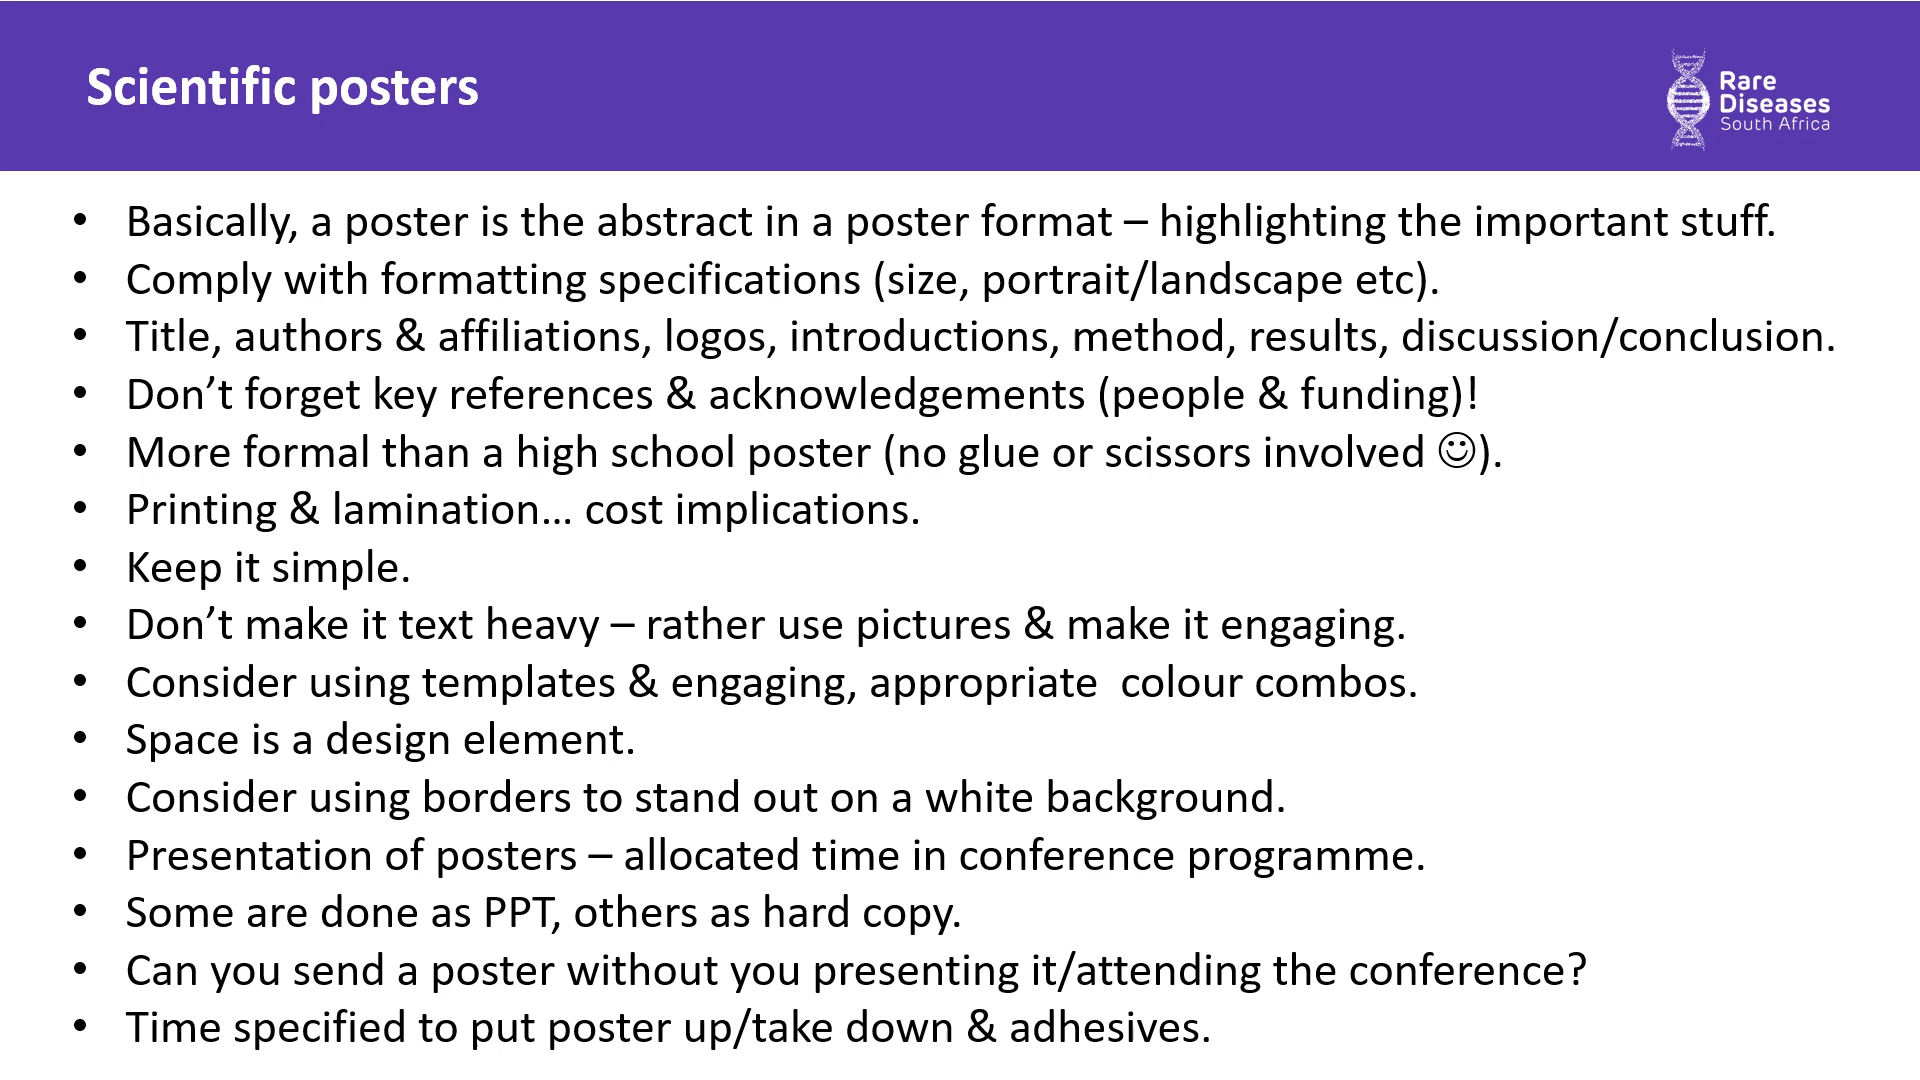 Scientific posters
Rare
Diseases
South Africa
• Basically, a poster is the abstract in a poster format – highlighting the important stuff.
• Comply with formatting specifications (size, portrait/landscape etc).
• Title, authors & affiliations, logos, introductions, method, results, discussion/conclusion.
• Don’t forget key references & acknowledgements (people & funding)!
• More formal than a high school poster (no glue or scissors involved ☺).
• Printing & lamination… cost implications.
• Keep it simple.
• Don’t make it text heavy – rather use pictures & make it engaging.
• Consider using templates & engaging, appropriate  colour combos.
• Space is a design element.
• Consider using borders to stand out on a white background.
• Presentation of posters – allocated time in conference programme.
• Some are done as PPT, others as hard copy.
• Can you send a poster without you presenting it/attending the conference?
• Time specified to put poster up/take down & adhesives.